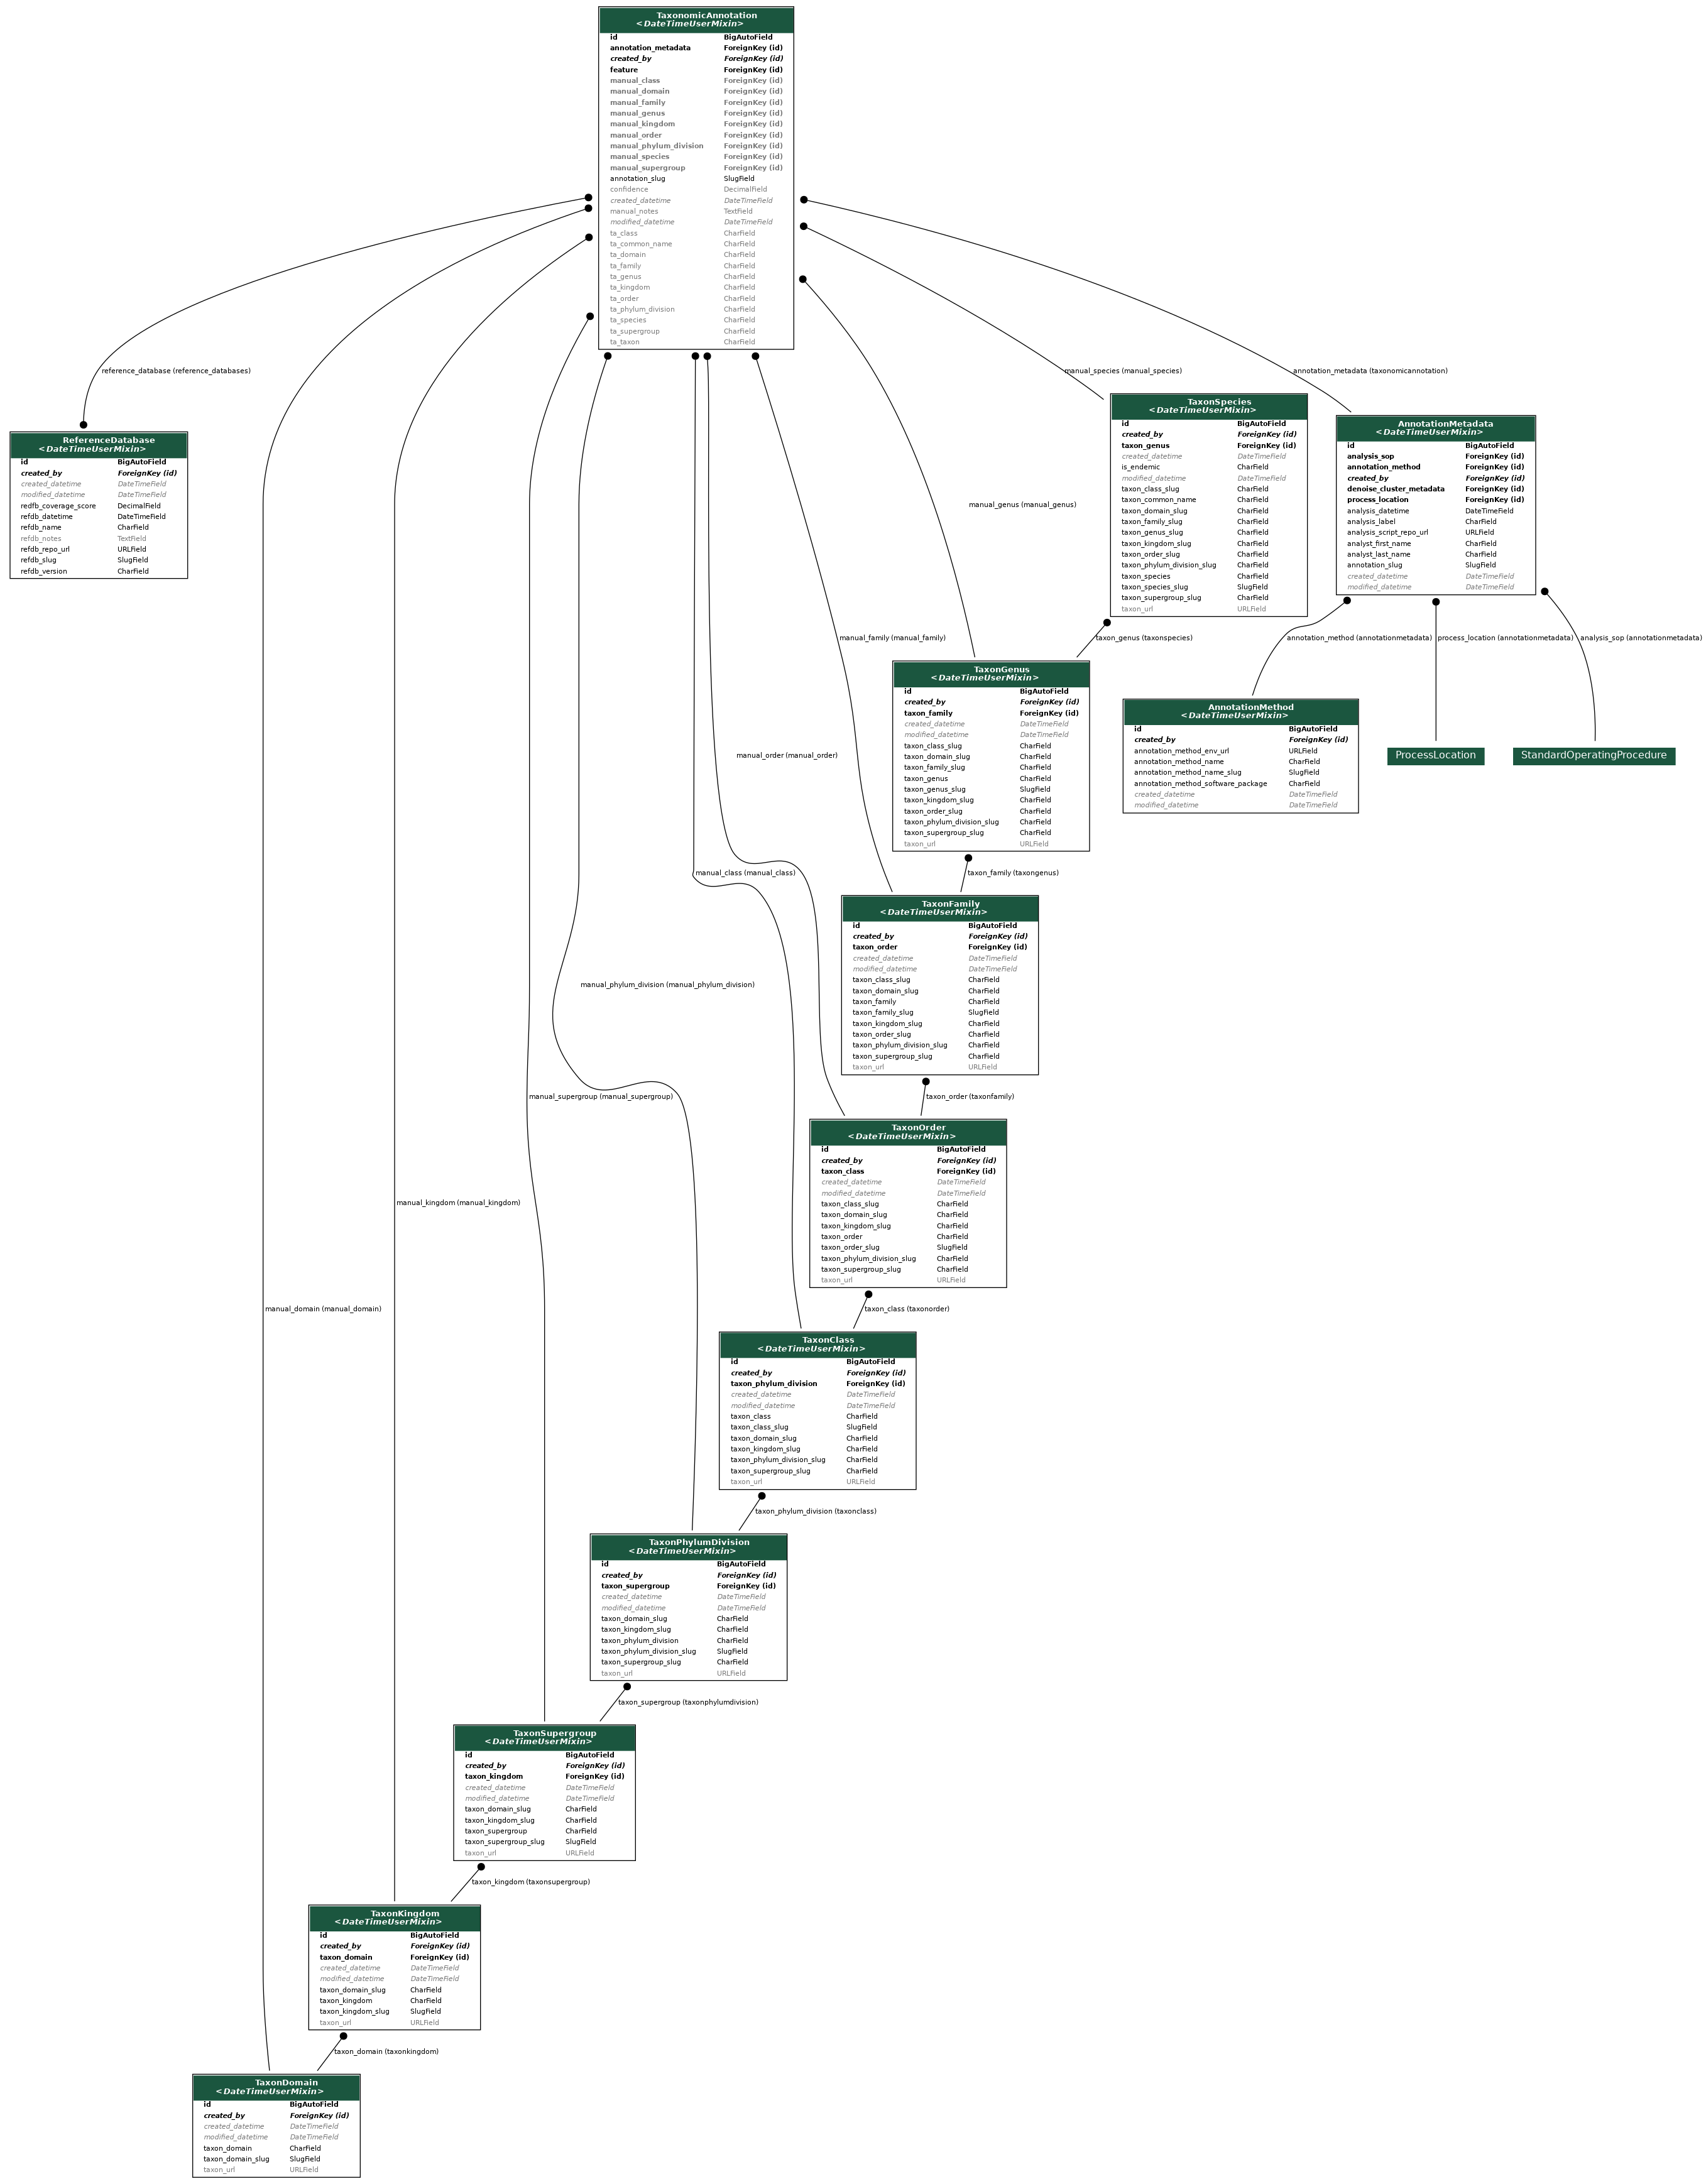 TaxonomicAnnotation
<DateTimeUserMixin>
id BigAutoField
annotation_metadata ForeignKey (id)
created_by ForeignKey (id)
feature ForeignKey (id)
manual_class ForeignKey (id)
manual_domain ForeignKey (id)
manual_family ForeignKey (id)
manual_genus ForeignKey (id)
manual_kingdom ForeignKey (id)
manual_order ForeignKey (id)
manual_phylum_division ForeignKey (id)
manual_species ForeignKey (id)
manual_supergroup ForeignKey (id)
annotation_slug SlugField
confidence DecimalField
created_datetime DateTimeField
manual_notes TextField
modified_datetime DateTimeField
ta_class CharField
ta_common_name CharField
ta_domain CharField
ta_family CharField
ta_genus CharField
ta_kingdom CharField
ta_order CharField
ta_phylum_division CharField
ta_species CharField
ta_supergroup CharField
ta_taxon CharField
reference_database (reference_databases)
manual_species (manual_species)
annotation_metadata (taxonomicannotation)
ReferenceDatabase
<DateTimeUserMixin>
id BigAutoField
created_by ForeignKey (id)
created_datetime DateTimeField
modified_datetime DateTimeField
redfb_coverage_score DecimalField
refdb_datetime DateTimeField
refdb_name CharField
refdb_notes TextField
refdb_repo_url URLField
refdb_slug SlugField
refdb_version CharField
TaxonSpecies
<DateTimeUserMixin>
id BigAutoField
created_by ForeignKey (id)
taxon_genus ForeignKey (id)
created_datetime DateTimeField
is_endemic CharField
modified_datetime DateTimeField
taxon_class_slug CharField
taxon_common_name CharField
taxon_domain_slug CharField
taxon_family_slug CharField
taxon_genus_slug CharField
taxon_kingdom_slug CharField
taxon_order_slug CharField
taxon_phylum_division_slug CharField
taxon_species CharField
taxon_species_slug SlugField
taxon_supergroup_slug CharField
taxon_url URLField
AnnotationMetadata
<DateTimeUserMixin>
id BigAutoField
analysis_sop ForeignKey (id)
annotation_method ForeignKey (id)
created_by ForeignKey (id)
denoise_cluster_metadata ForeignKey (id)
process_location ForeignKey (id)
analysis_datetime DateTimeField
analysis_label CharField
analysis_script_repo_url URLField
analyst_first_name CharField
analyst_last_name CharField
annotation_slug SlugField
created_datetime DateTimeField
modified_datetime DateTimeField
manual_genus (manual_genus)
manual_family (manual_family)
taxon_genus (taxonspecies)
annotation_method (annotationmetadata)
process_location (annotationmetadata)
analysis_sop (annotationmetadata)
TaxonGenus
<DateTimeUserMixin>
id BigAutoField
created_by ForeignKey (id)
taxon_family ForeignKey (id)
created_datetime DateTimeField
modified_datetime DateTimeField
taxon_class_slug CharField
taxon_domain_slug CharField
taxon_family_slug CharField
taxon_genus CharField
taxon_genus_slug SlugField
taxon_kingdom_slug CharField
taxon_order_slug CharField
taxon_phylum_division_slug CharField
taxon_supergroup_slug CharField
taxon_url URLField
AnnotationMethod
<DateTimeUserMixin>
id BigAutoField
created_by ForeignKey (id)
annotation_method_env_url URLField
annotation_method_name CharField
annotation_method_name_slug SlugField
annotation_method_software_package CharField
created_datetime DateTimeField
modified_datetime DateTimeField
ProcessLocation
StandardOperatingProcedure
manual_order (manual_order)
manual_class (manual_class)
taxon_family (taxongenus)
TaxonFamily
<DateTimeUserMixin>
id BigAutoField
created_by ForeignKey (id)
taxon_order ForeignKey (id)
created_datetime DateTimeField
modified_datetime DateTimeField
taxon_class_slug CharField
taxon_domain_slug CharField
taxon_family CharField
taxon_family_slug SlugField
taxon_kingdom_slug CharField
taxon_order_slug CharField
taxon_phylum_division_slug CharField
taxon_supergroup_slug CharField
taxon_url URLField
manual_phylum_division (manual_phylum_division)
manual_supergroup (manual_supergroup)
taxon_order (taxonfamily)
TaxonOrder
<DateTimeUserMixin>
id BigAutoField
created_by ForeignKey (id)
taxon_class ForeignKey (id)
created_datetime DateTimeField
modified_datetime DateTimeField
taxon_class_slug CharField
taxon_domain_slug CharField
taxon_kingdom_slug CharField
taxon_order CharField
taxon_order_slug SlugField
taxon_phylum_division_slug CharField
taxon_supergroup_slug CharField
taxon_url URLField
manual_kingdom (manual_kingdom)
manual_domain (manual_domain)
taxon_class (taxonorder)
TaxonClass
<DateTimeUserMixin>
id BigAutoField
created_by ForeignKey (id)
taxon_phylum_division ForeignKey (id)
created_datetime DateTimeField
modified_datetime DateTimeField
taxon_class CharField
taxon_class_slug SlugField
taxon_domain_slug CharField
taxon_kingdom_slug CharField
taxon_phylum_division_slug CharField
taxon_supergroup_slug CharField
taxon_url URLField
taxon_phylum_division (taxonclass)
TaxonPhylumDivision
<DateTimeUserMixin>
id BigAutoField
created_by ForeignKey (id)
taxon_supergroup ForeignKey (id)
created_datetime DateTimeField
modified_datetime DateTimeField
taxon_domain_slug CharField
taxon_kingdom_slug CharField
taxon_phylum_division CharField
taxon_phylum_division_slug SlugField
taxon_supergroup_slug CharField
taxon_url URLField
taxon_supergroup (taxonphylumdivision)
TaxonSupergroup
<DateTimeUserMixin>
id BigAutoField
created_by ForeignKey (id)
taxon_kingdom ForeignKey (id)
created_datetime DateTimeField
modified_datetime DateTimeField
taxon_domain_slug CharField
taxon_kingdom_slug CharField
taxon_supergroup CharField
taxon_supergroup_slug SlugField
taxon_url URLField
taxon_kingdom (taxonsupergroup)
TaxonKingdom
<DateTimeUserMixin>
id BigAutoField
created_by ForeignKey (id)
taxon_domain ForeignKey (id)
created_datetime DateTimeField
modified_datetime DateTimeField
taxon_domain_slug CharField
taxon_kingdom CharField
taxon_kingdom_slug SlugField
taxon_url URLField
taxon_domain (taxonkingdom)
TaxonDomain
<DateTimeUserMixin>
id BigAutoField
created_by ForeignKey (id)
created_datetime DateTimeField
modified_datetime DateTimeField
taxon_domain CharField
taxon_domain_slug SlugField
taxon_url URLField